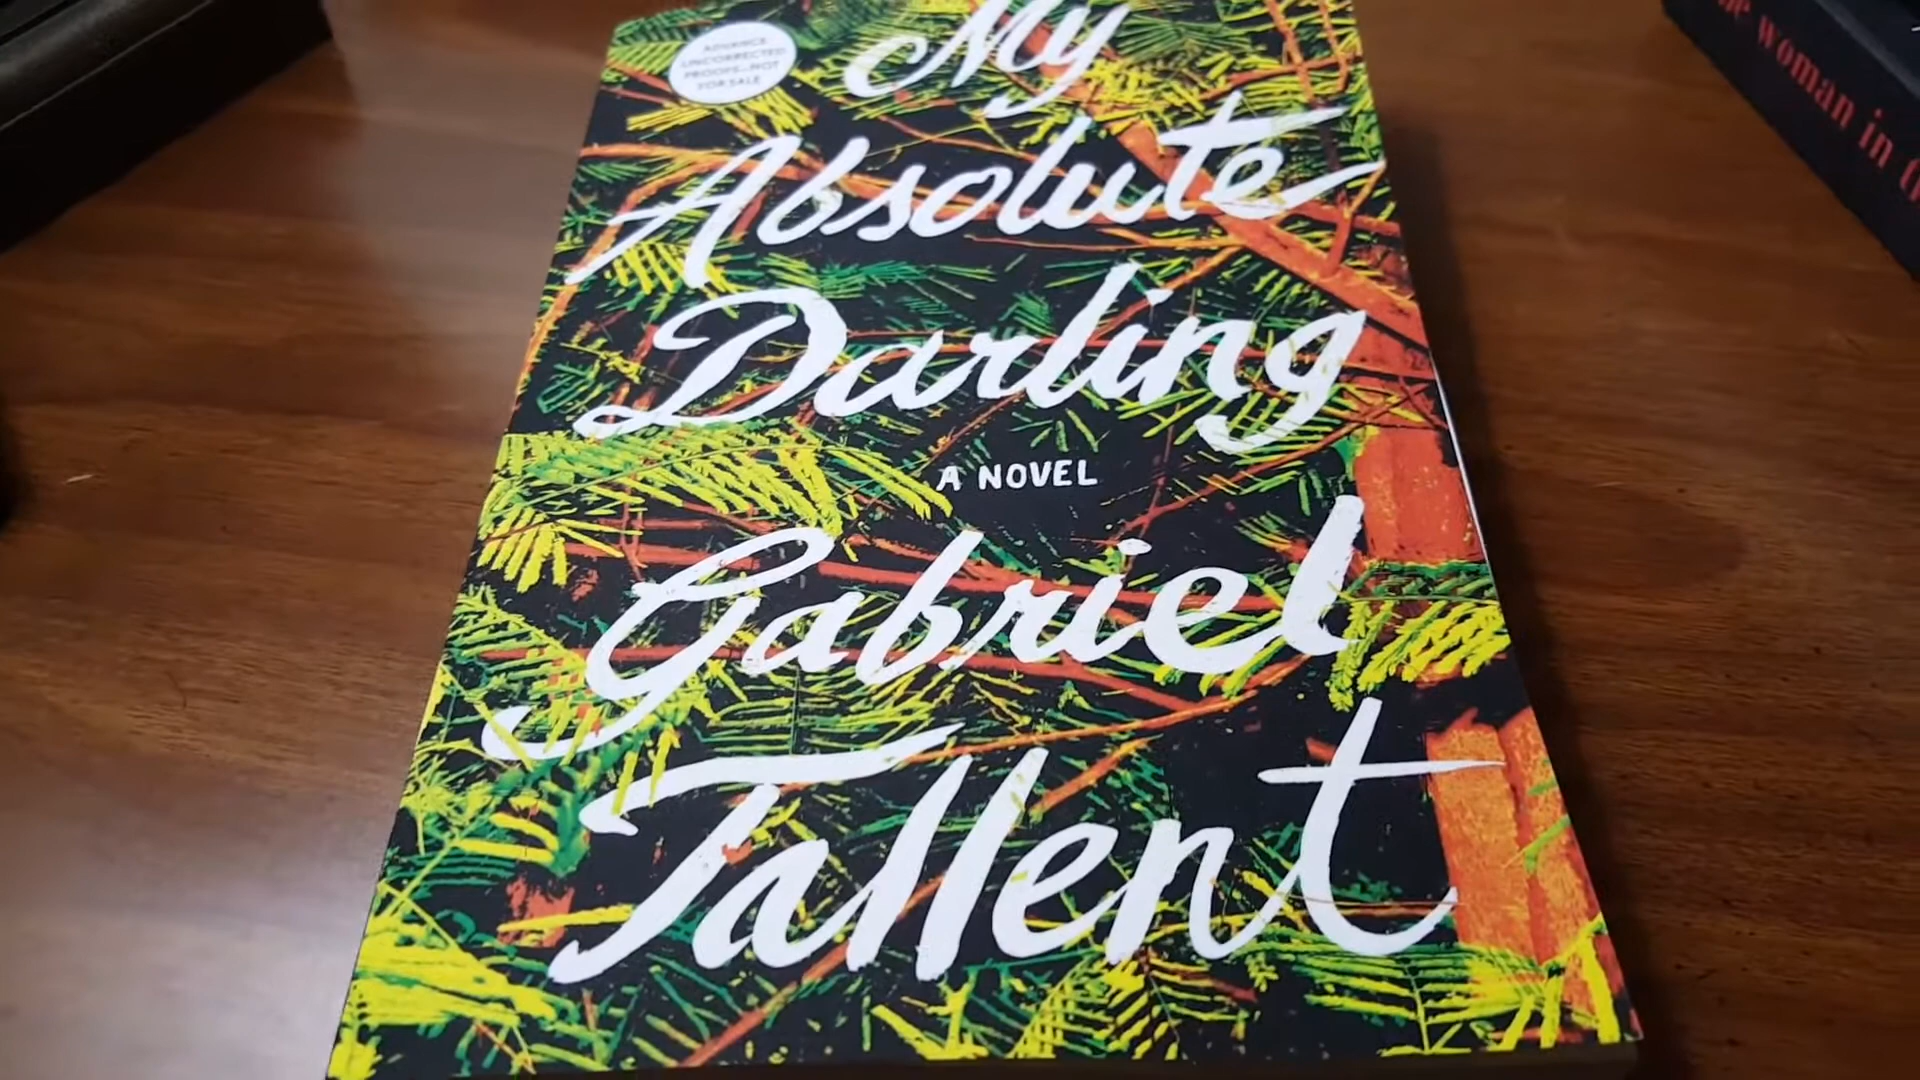 ADVANCE
UNCORRECTED
PROOFS—NOT
FOR SALE
My
Absolute
Darling
A NOVEL
Gabriel
Tallent
woman in